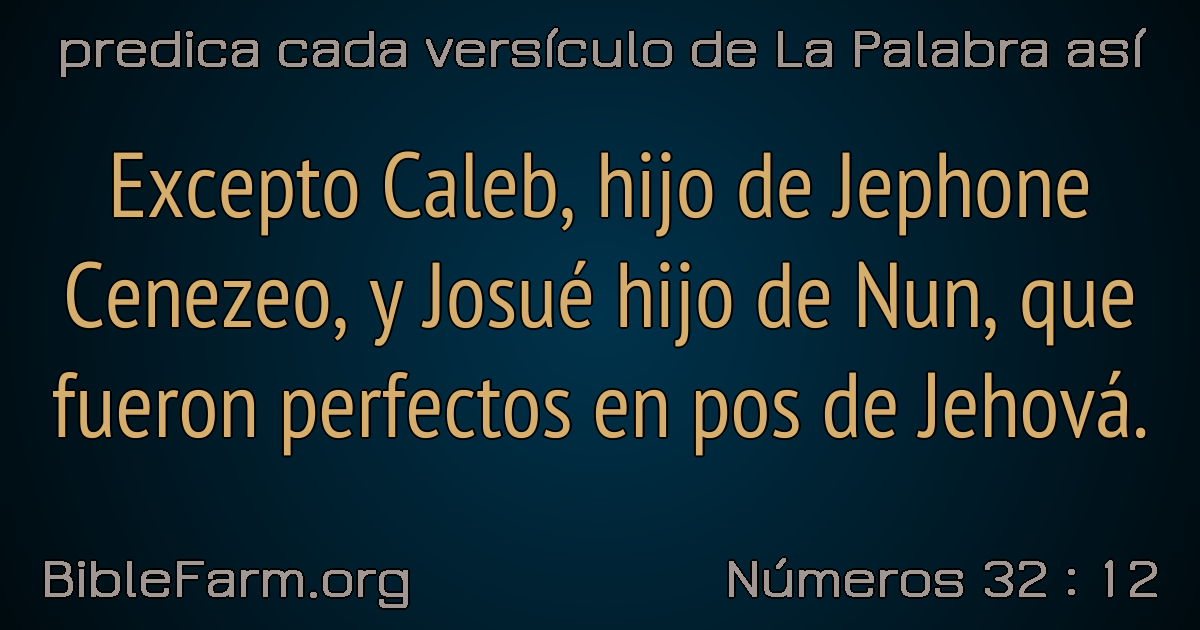 predica cada versículo de La Palabra así
Excepto Caleb, hijo de Jephone
Cenezeo, y Josué hijo de Nun, que
fueron perfectos en pos de Jehová.
BibleFarm.org
Números 32 : 12